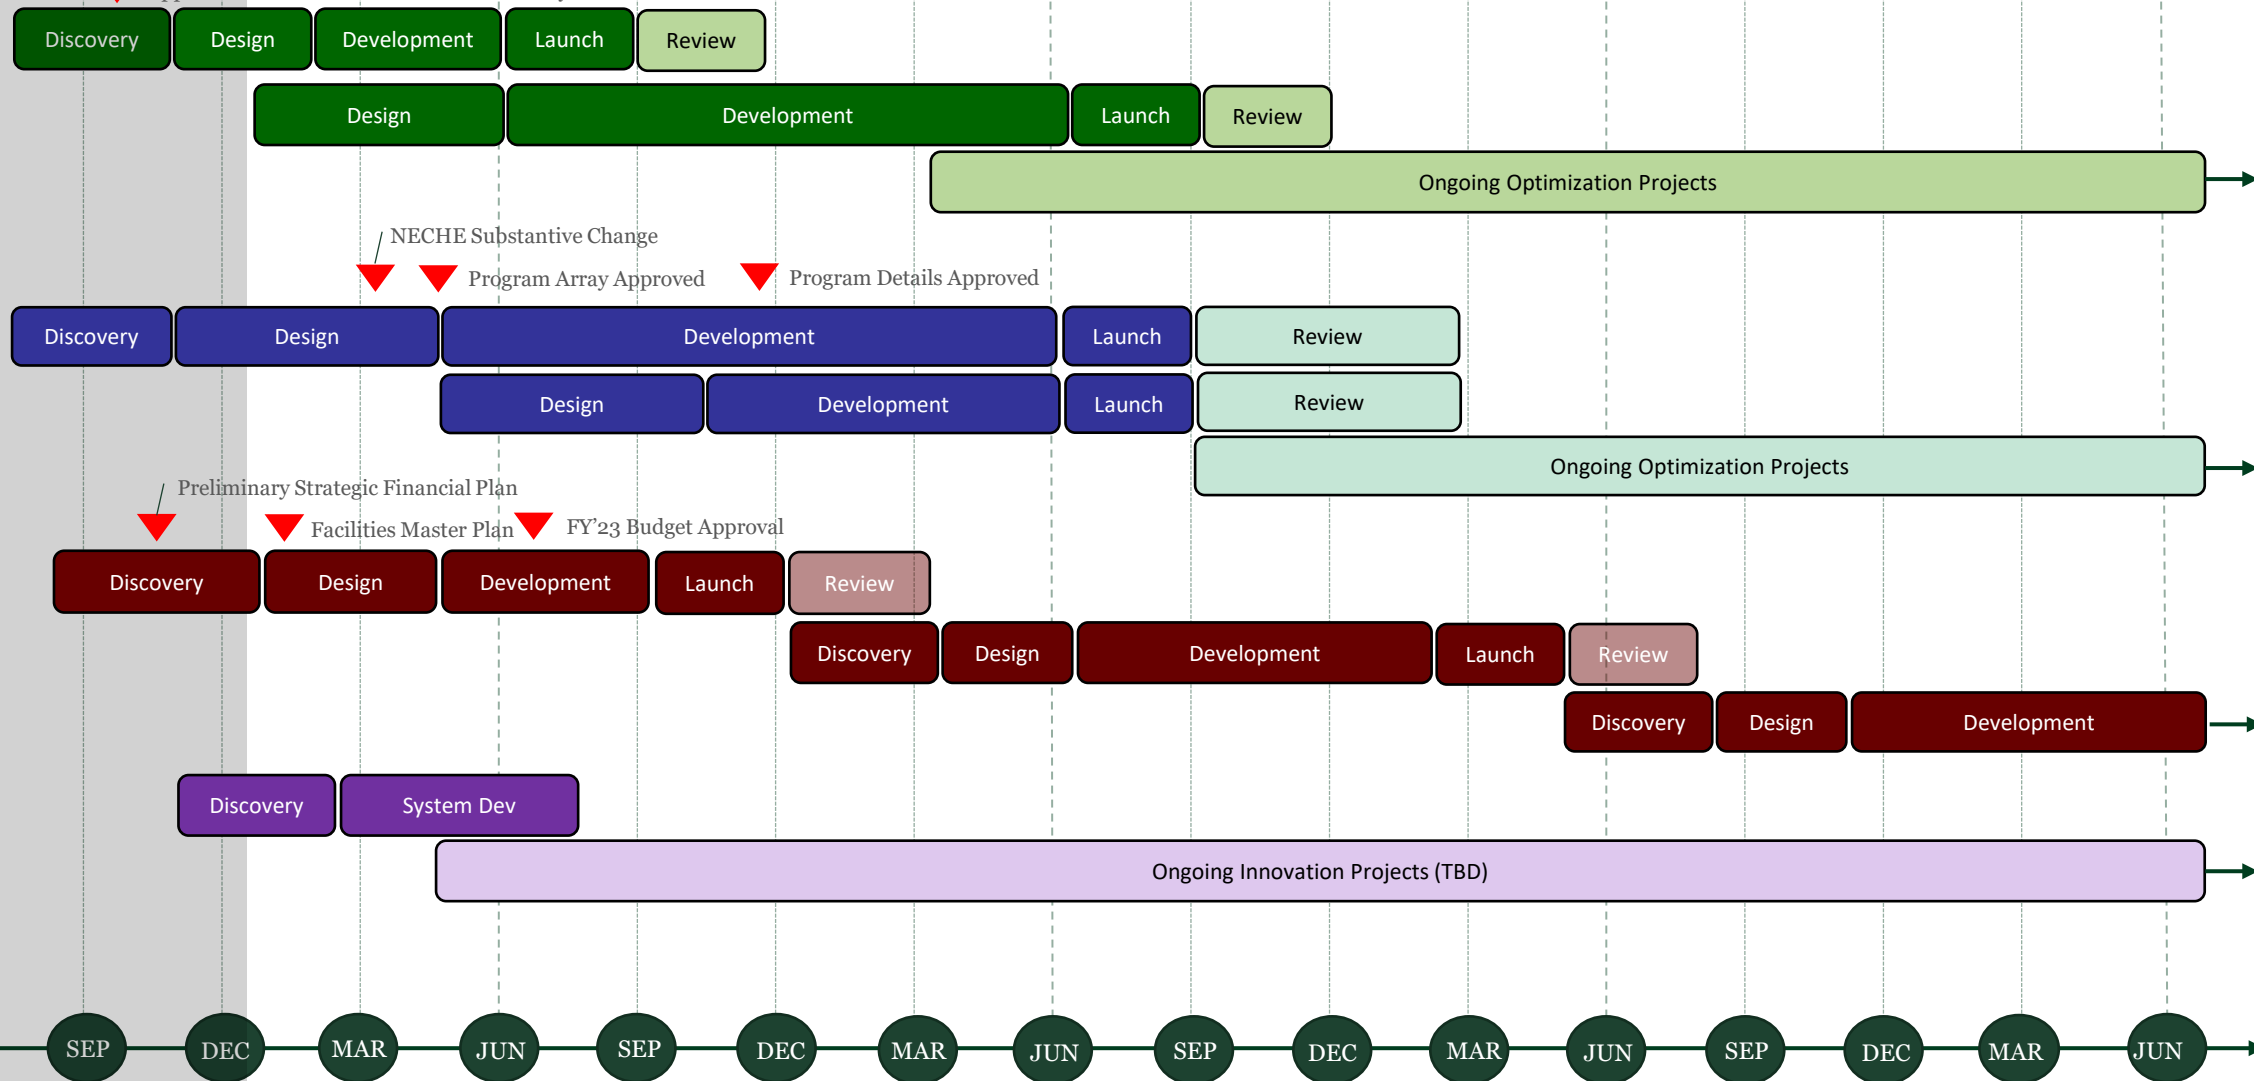 Discovery
Design
Development
Launch
Review
Design
Development
Launch
Review
Ongoing Optimization Projects
NECHE Substantive Change
Program Array Approved
Program Details Approved
Discovery
Design
Development
Launch
Review
Design
Development
Launch
Review
Ongoing Optimization Projects
Preliminary Strategic Financial Plan
Facilities Master Plan
FY’23 Budget Approval
Discovery
Design
Development
Launch
Review
Discovery
Design
Development
Launch
Review
Discovery
Design
Development
Discovery
System Dev
Ongoing Innovation Projects (TBD)
SEP
DEC
MAR
JUN
SEP
DEC
MAR
JUN
SEP
DEC
MAR
JUN
SEP
DEC
MAR
JUN